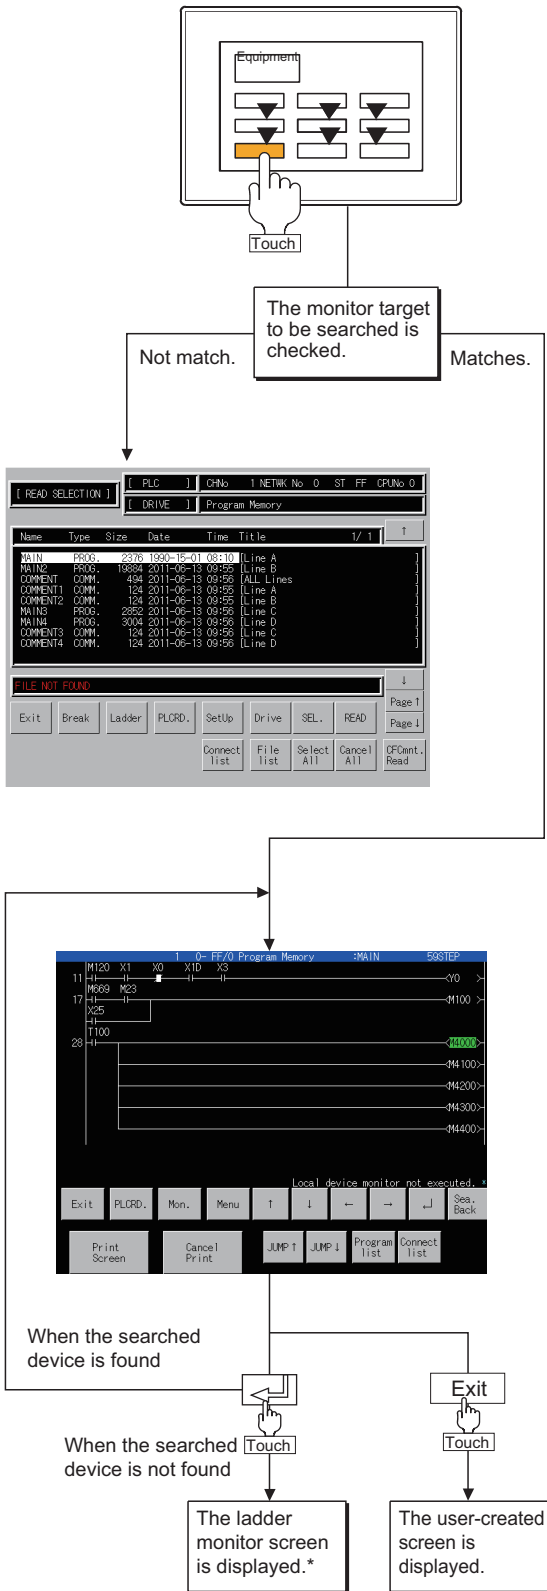 Equipment
Touch
The monitor target
to be searched is
checked.
Not match.
Matches.
[ READ SELECTION ]
[ PLC ] CHNo 1 NETWK No 0 ST FF CPUNo 0
[ DRIVE ] Program Memory
Name Type Size Date Time Title 1/ 1 ↑
MAIN PROG. 2376 1990-15-01 08:10 [Line A ]
MAIN2 PROG. 19884 2011-06-13 09:55 [Line B ]
COMMENT COMM. 494 2011-06-13 09:56 [ALL Lines ]
COMMENT1 COMM. 124 2011-06-13 09:55 [Line A ]
COMMENT2 COMM. 124 2011-06-13 09:55 [Line B ]
MAIN3 PROG. 2852 2011-06-13 09:56 [Line C ]
MAIN4 PROG. 3004 2011-06-13 09:56 [Line D ]
COMMENT3 COMM. 124 2011-06-13 09:56 [Line C ]
COMMENT4 COMM. 124 2011-06-13 09:56 [Line D ]
FILE NOT FOUND ↓
Page↑
Exit Break Ladder PLCRD. SetUp Drive SEL. READ Page↓
Connect list File list Select All Cancel All CFCmnt. Read
1 0- FF/0 Program Memory :MAIN 59STEP
M120 X1 X0 X1D X3
11 Y0
M669 M23
17 M100
X25
T100
28 M4000
M4100
M4200
M4300
M4400
Local device monitor not executed. *
Exit PLCRD. Mon. Menu ↑ ↓ ← → ↵ Sea. Back
Print Screen Cancel Print JUMP↑ JUMP↓ Program list Connect list
When the searched
device is found
Exit
When the searched
device is not found
Touch
Touch
The ladder
monitor screen
is displayed.*
The user-created
screen is
displayed.